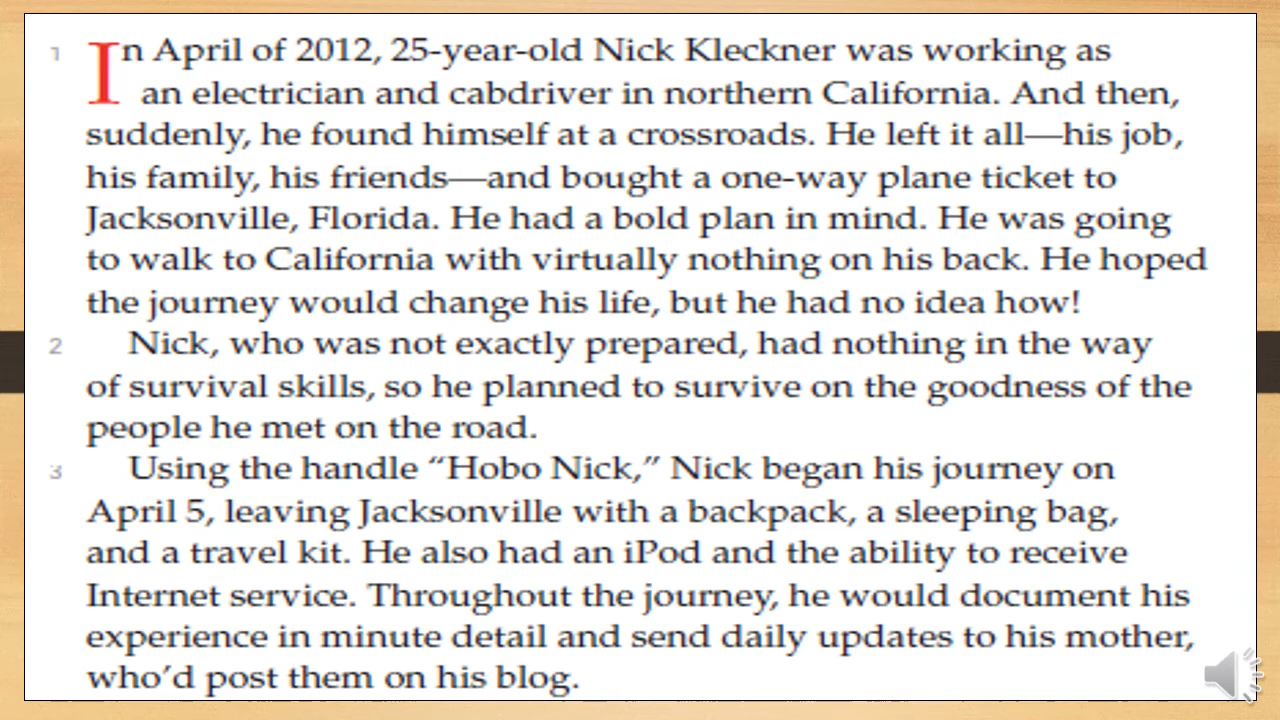 1 In April of 2012, 25-year-old Nick Kleckner was working as
an electrician and cabdriver in northern California. And then,
suddenly, he found himself at a crossroads. He left it all—his job,
his family, his friends—and bought a one-way plane ticket to
Jacksonville, Florida. He had a bold plan in mind. He was going
to walk to California with virtually nothing on his back. He hoped
the journey would change his life, but he had no idea how!
2 Nick, who was not exactly prepared, had nothing in the way
of survival skills, so he planned to survive on the goodness of the
people he met on the road.
3 Using the handle “Hobo Nick,” Nick began his journey on
April 5, leaving Jacksonville with a backpack, a sleeping bag,
and a travel kit. He also had an iPod and the ability to receive
Internet service. Throughout the journey, he would document his
experience in minute detail and send daily updates to his mother,
who’d post them on his blog.